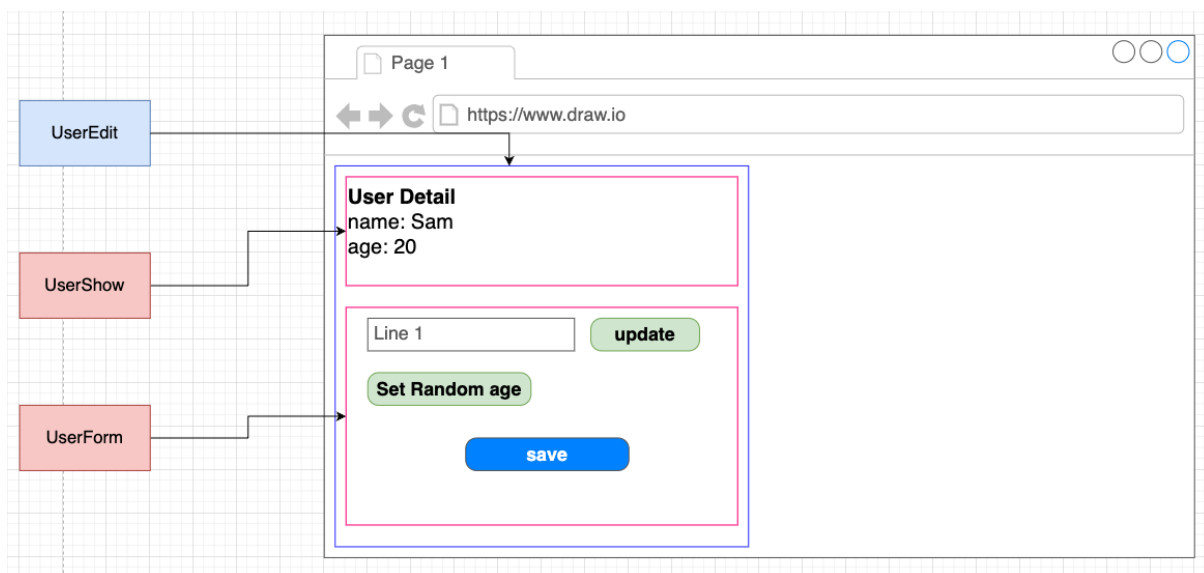 Page 1
https://www.draw.io
UserEdit
User Detail
name: Sam
age: 20
UserShow
Line 1
update
Set Random age
UserForm
save